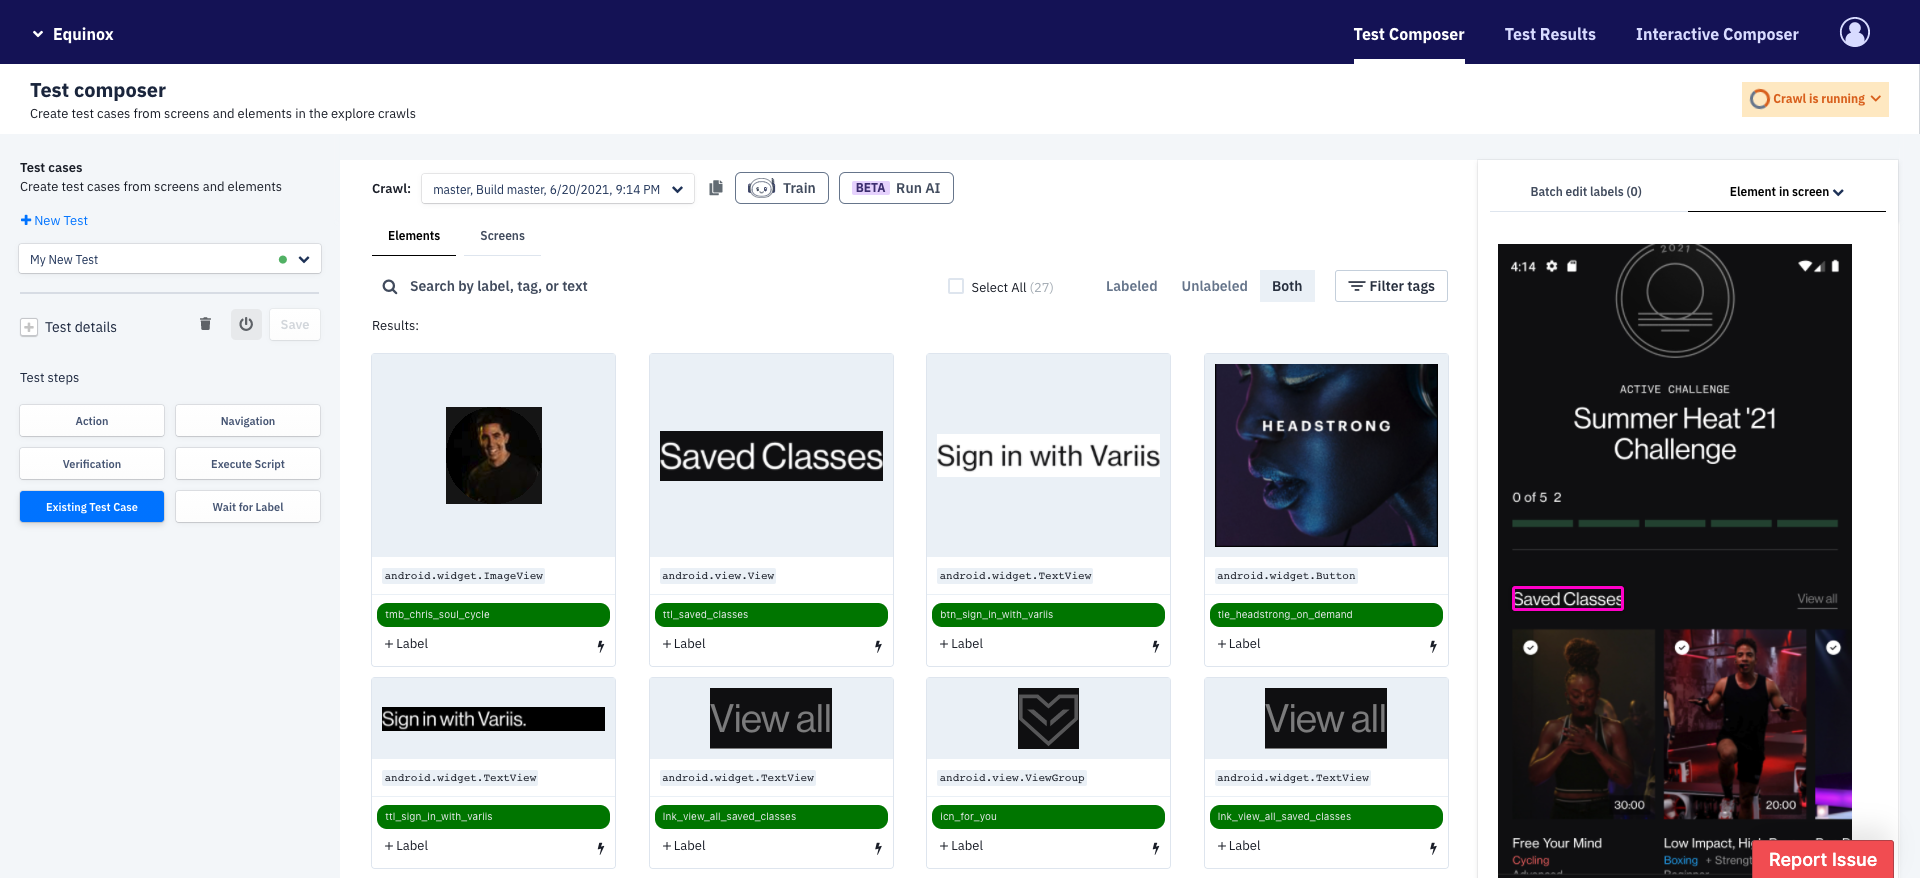 Equinox
Test Composer
Test Results
Interactive Composer
Test composer
Create test cases from screens and elements in the explore crawls
Crawl is running
Test cases
Create test cases from screens and elements
New Test
My New Test
Test details
Save
Test steps
Action
Navigation
Verification
Execute Script
Existing Test Case
Wait for Label
Crawl:
master, Build master, 6/20/2021, 9:14 PM
Train
BETA Run AI
Elements
Screens
Search by label, tag, or text
Select All (27)
Labeled
Unlabeled
Both
Filter tags
Results:
Saved Classes
Sign in with Variis
HEADSTRONG
android.widget.ImageView
android.view.View
android.widget.TextView
android.widget.Button
tmb_chris_soul_cycle
ttl_saved_classes
btn_sign_in_with_variis
tle_headstrong_on_demand
+ Label
+ Label
+ Label
+ Label
Sign in with Variis.
View all
View all
android.widget.TextView
android.widget.TextView
android.view.ViewGroup
android.widget.TextView
ttl_sign_in_with_variis
lnk_view_all_saved_classes
icn_for_you
lnk_view_all_saved_classes
+ Label
+ Label
+ Label
+ Label
Batch edit labels (0)
Element in screen
2021
4:14
ACTIVE CHALLENGE
Summer Heat '21
Challenge
0 of 5 2
Saved Classes
View all
30:00
20:00
Free Your Mind
Low Impact,
Cycling
Boxing + Strengt
Advanced
Beginner
Report Issue